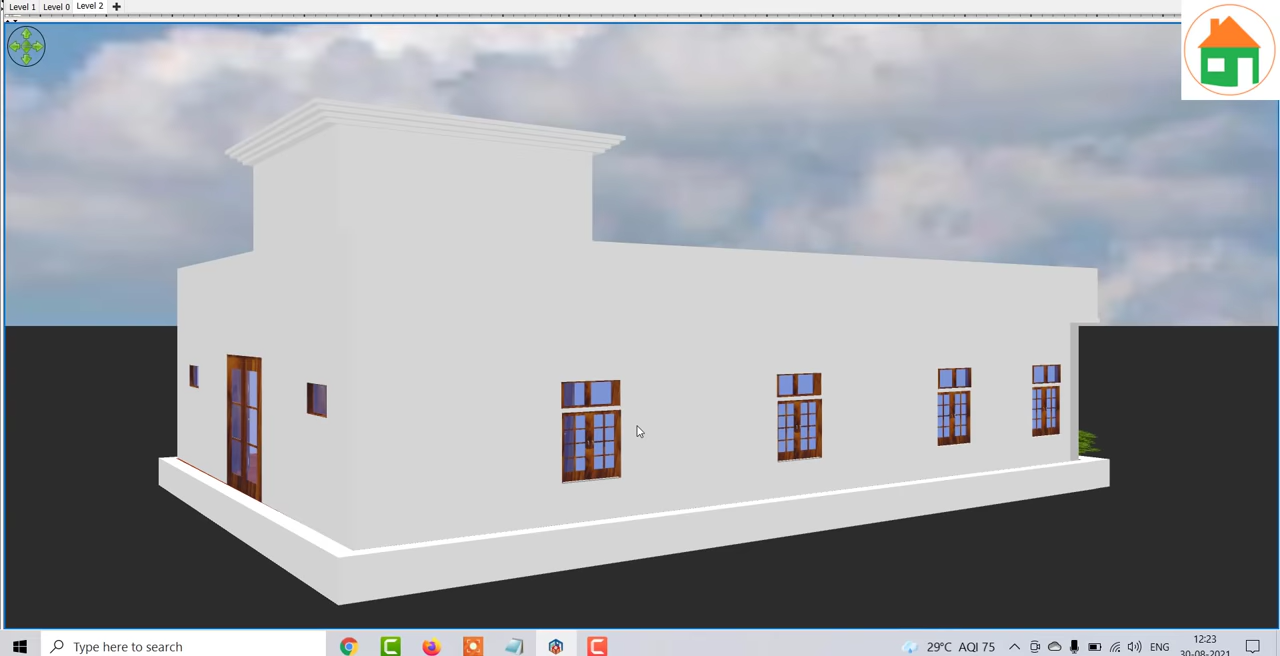 Level 1 Level 0 Level 2
Type here to search
29°C AQI 75
ENG
12:23
30-08-2021